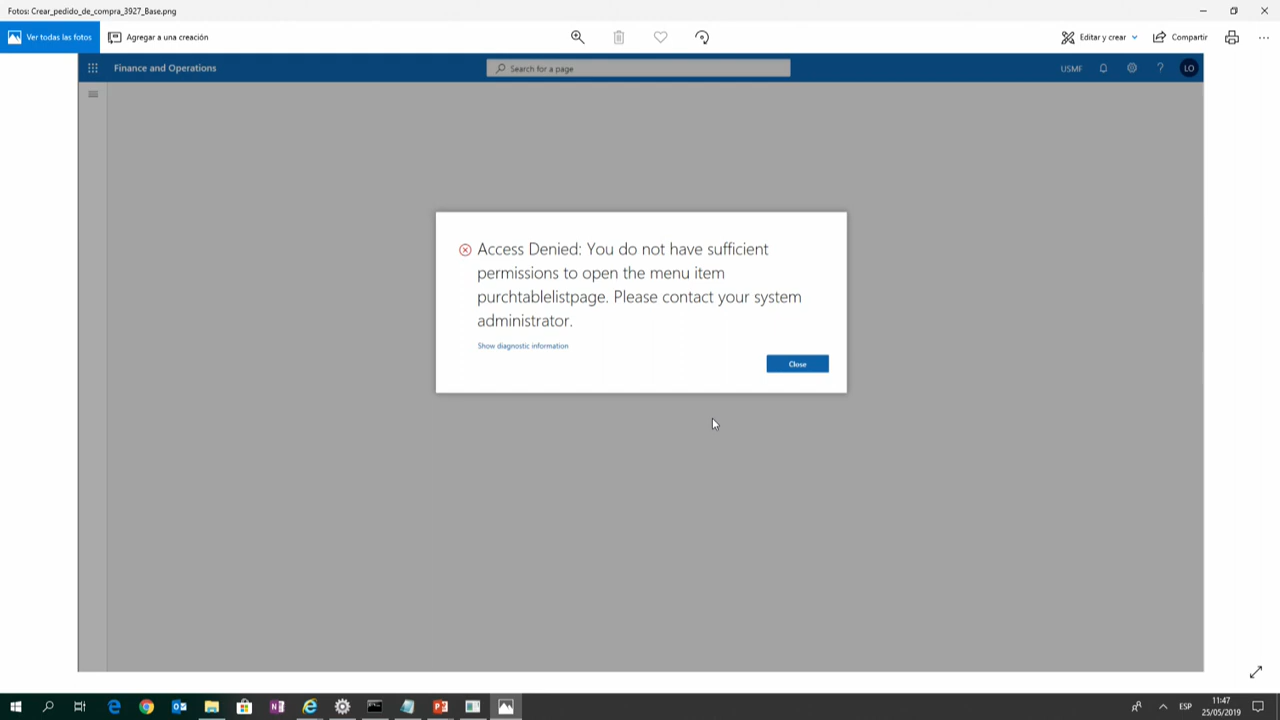 Fotos: Crear_pedido_de_compra_3927_Base.png
Ver todas las fotos
Agregar a una creación
Editar y crear
Compartir
Finance and Operations
Search for a page
USMF
?
LO
Access Denied: You do not have sufficient
permissions to open the menu item
purchtablelistpage. Please contact your system
administrator.
Show diagnostic information
Close
ESP
11:47
25/05/2019